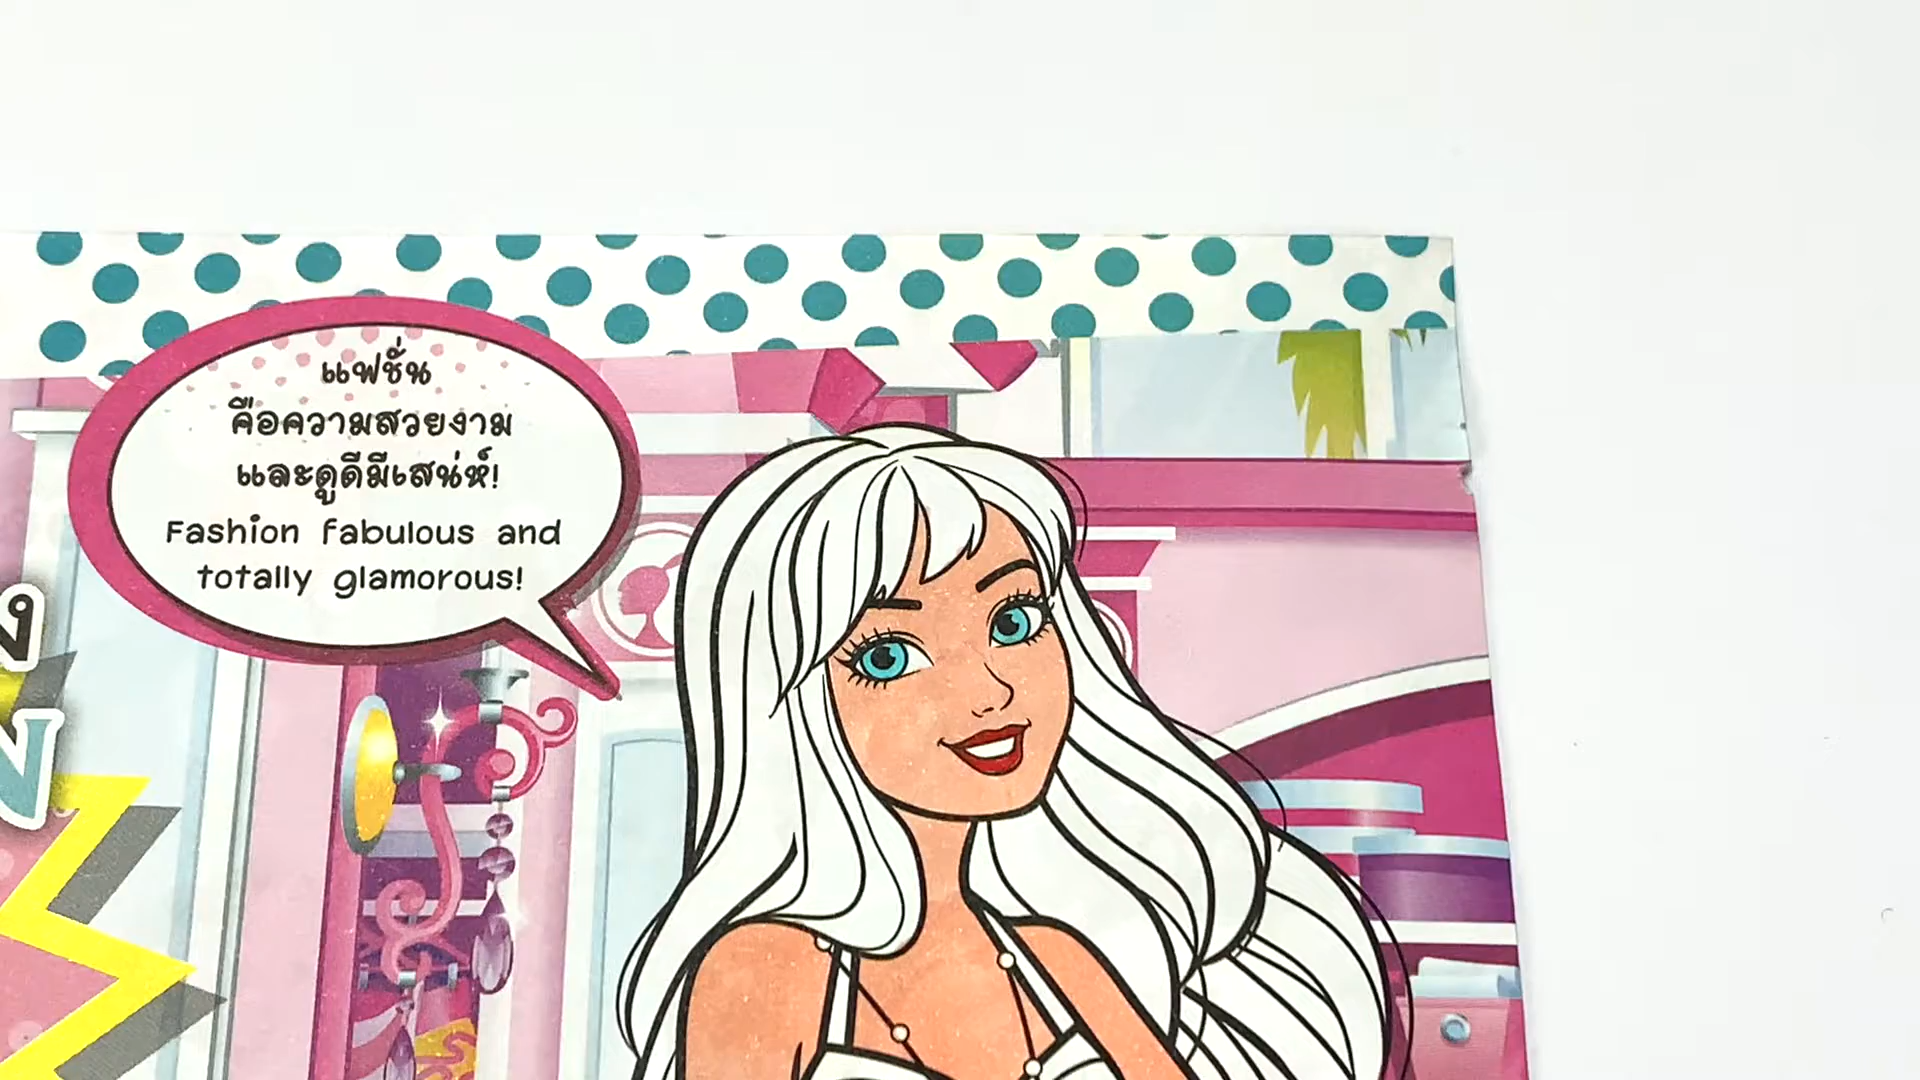 แฟชั่น
คือความสวยงาม
และดูดีมีเสน่ห์!
Fashion fabulous and
totally glamorous!